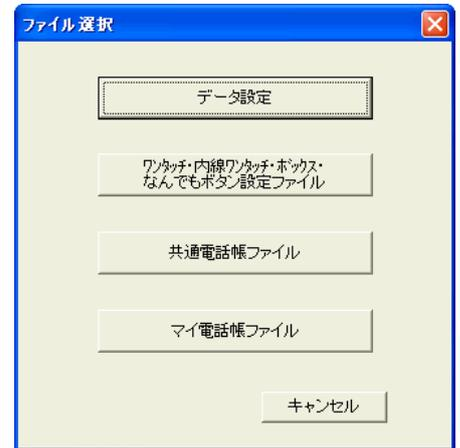 ファイル選択
データ設定
ワンタッチ・内線ワンタッチ・ボックス・
なんでもボタン設定ファイル
共通電話帳ファイル
マイ電話帳ファイル
キャンセル